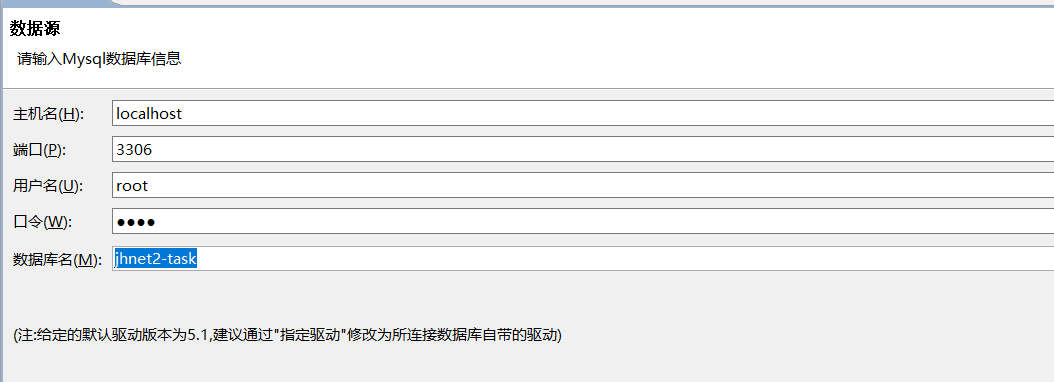 数据源
请输入Mysql数据库信息
主机名(H): localhost
端口(P): 3306
用户名(U): root
口令(W): ●●●●
数据库名(M): jhnet2-task
(注:给定的默认驱动版本为5.1,建议通过"指定驱动"修改为所连接数据库自带的驱动)